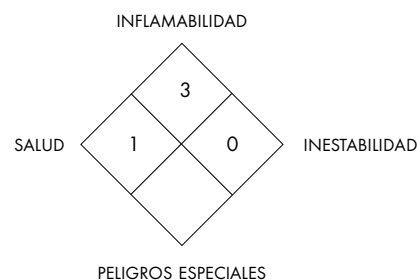 INFLAMABILIDAD
3
SALUD 1 0 INESTABILIDAD
PELIGROS ESPECIALES